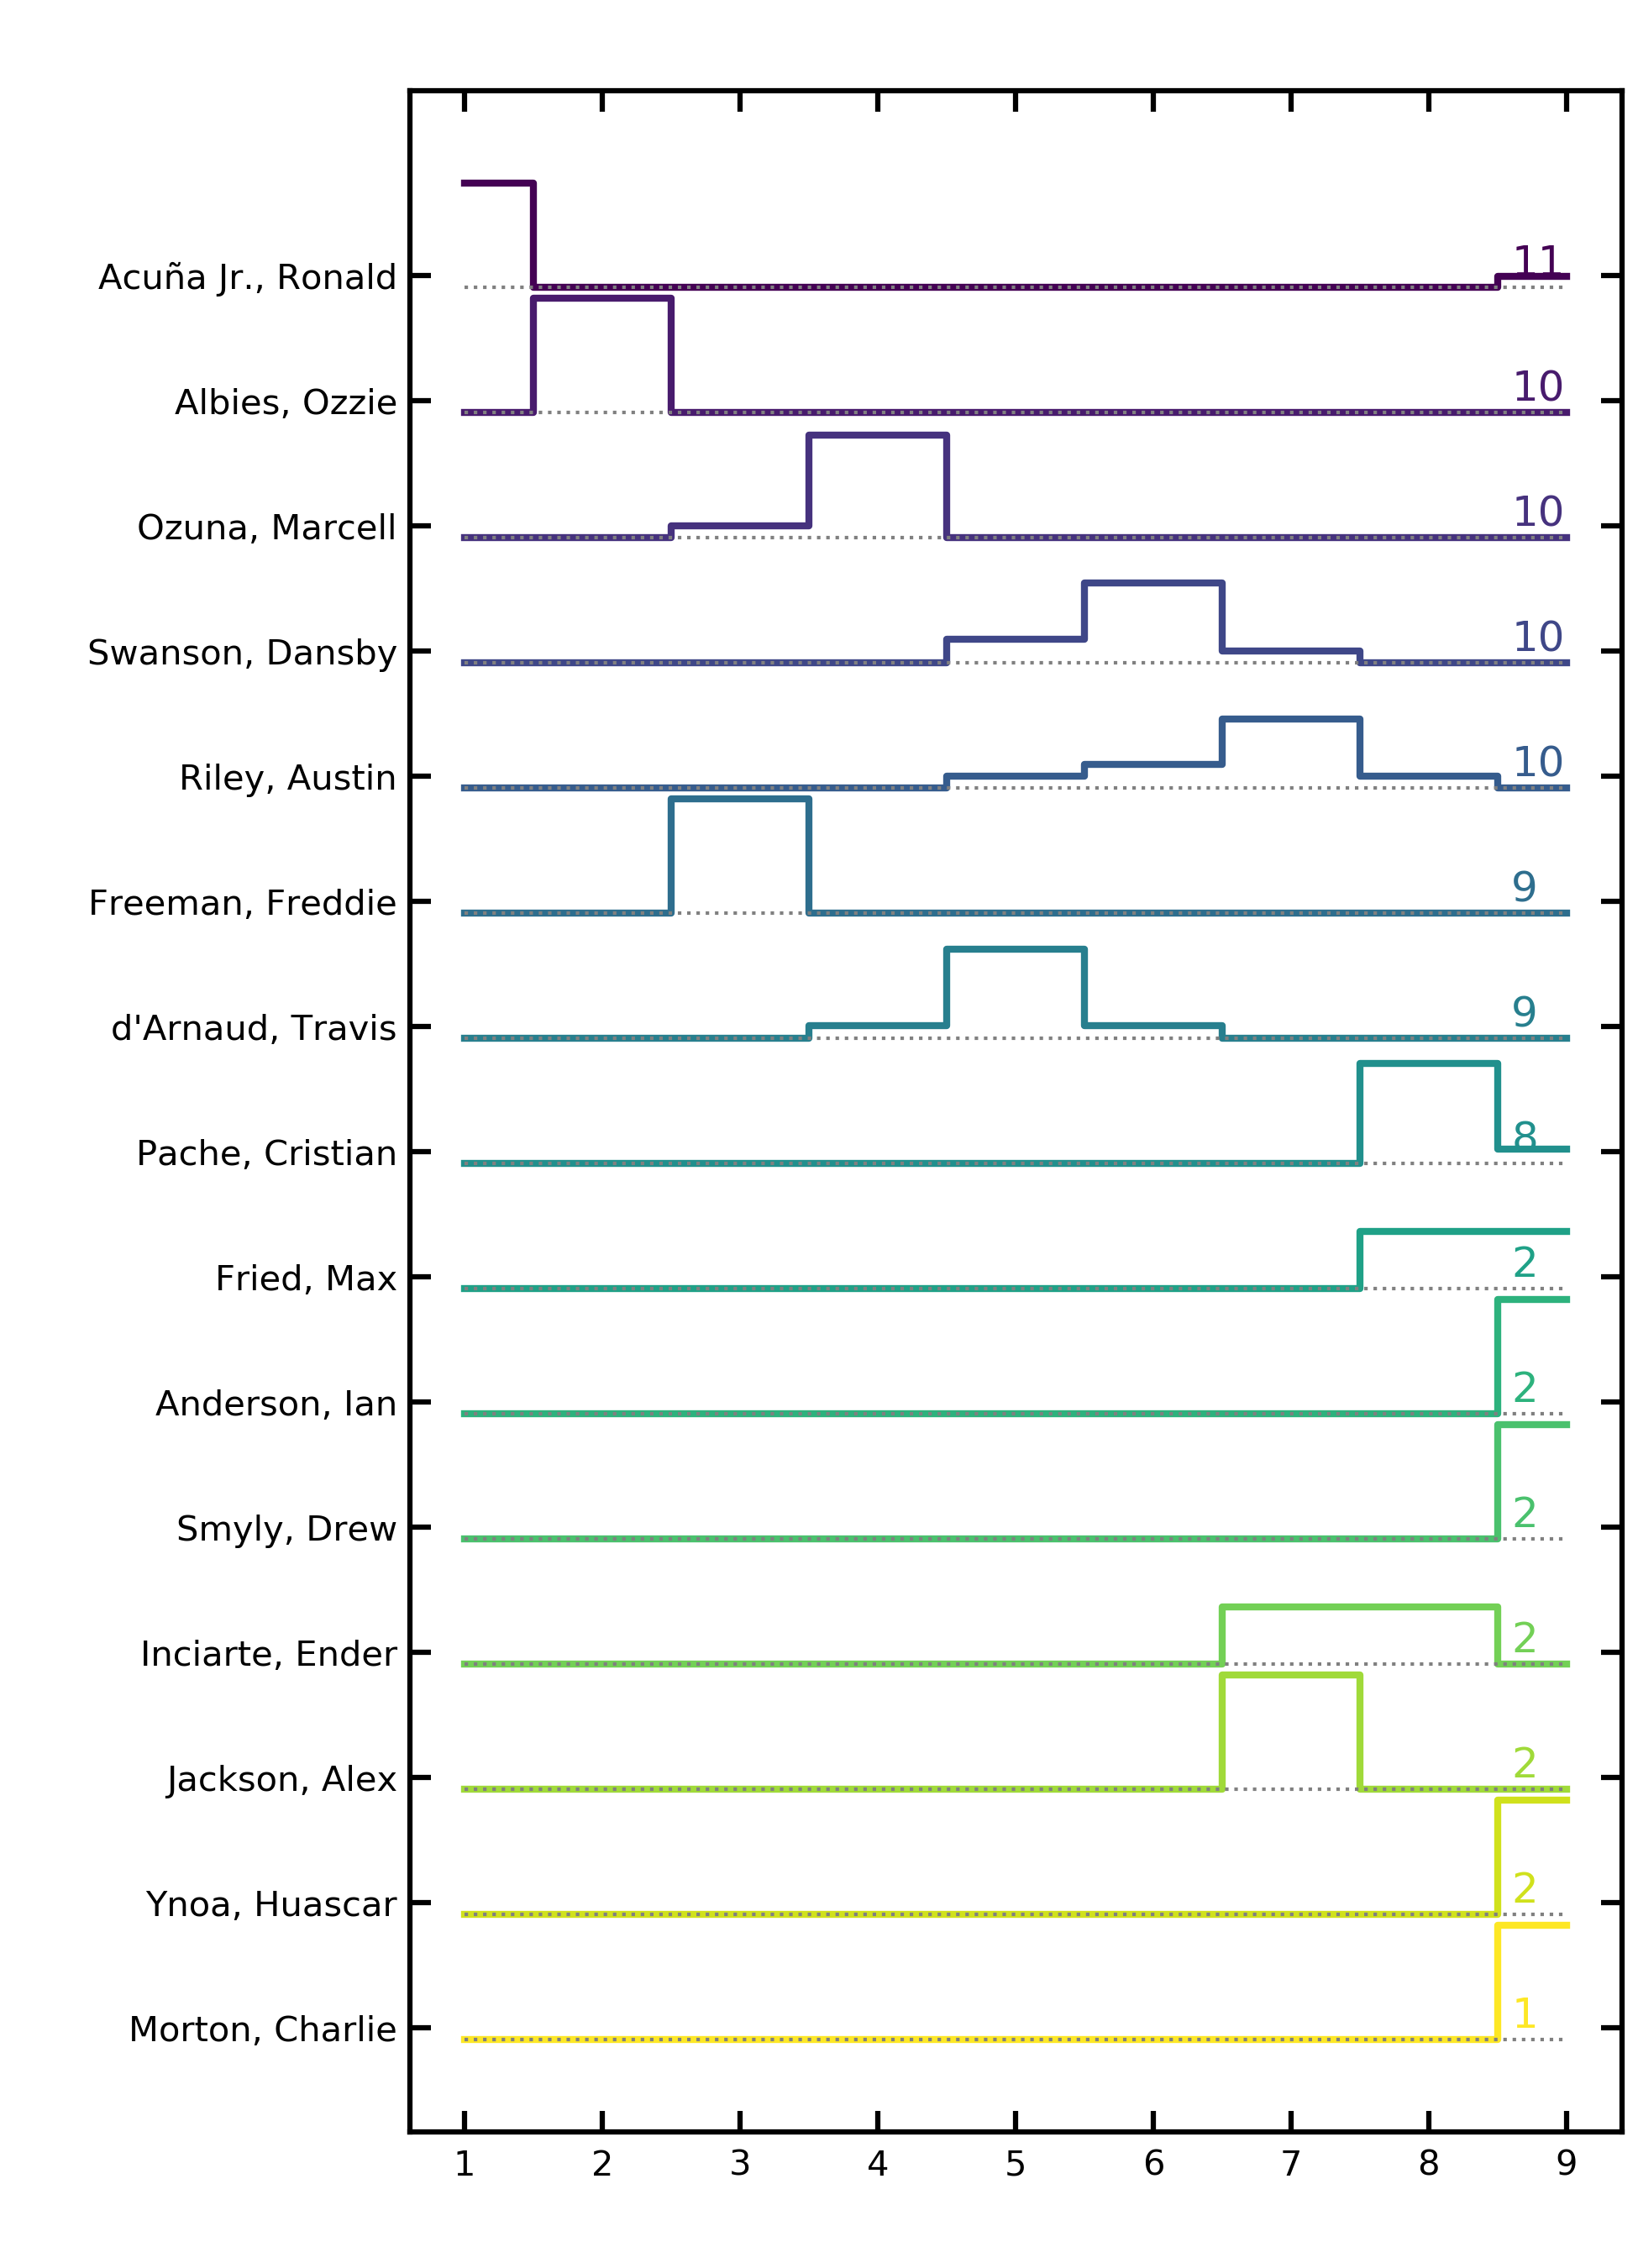 Acuña Jr., Ronald 11
Albies, Ozzie 10
Ozuna, Marcell 10
Swanson, Dansby 10
Riley, Austin 10
Freeman, Freddie 9
d'Arnaud, Travis 9
Pache, Cristian 8
Fried, Max 2
Anderson, Ian 2
Smyly, Drew 2
Inciarte, Ender 2
Jackson, Alex 2
Ynoa, Huascar 2
Morton, Charlie 1
1 2 3 4 5 6 7 8 9